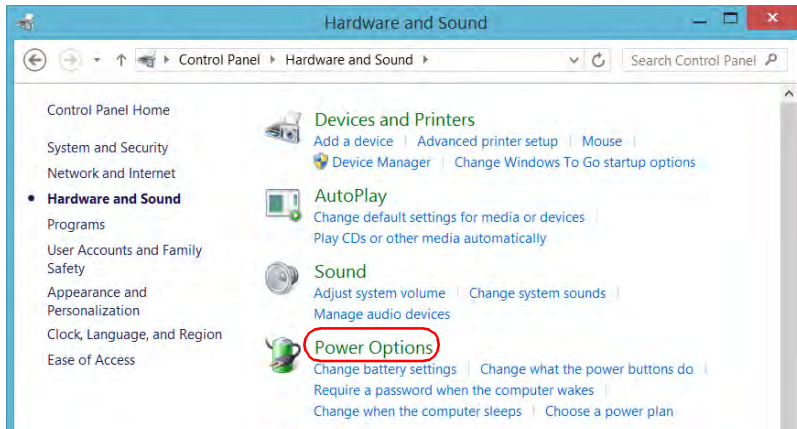 Hardware and Sound
Control Panel Hardware and Sound
Search Control Panel
Control Panel Home
System and Security
Network and Internet
Hardware and Sound
Programs
User Accounts and Family
Safety
Appearance and
Personalization
Clock, Language, and Region
Ease of Access
Devices and Printers
Add a device Advanced printer setup Mouse
Device Manager Change Windows To Go startup options
AutoPlay
Change default settings for media or devices
Play CDs or other media automatically
Sound
Adjust system volume Change system sounds
Manage audio devices
Power Options
Change battery settings Change what the power buttons do
Require a password when the computer wakes
Change when the computer sleeps Choose a power plan